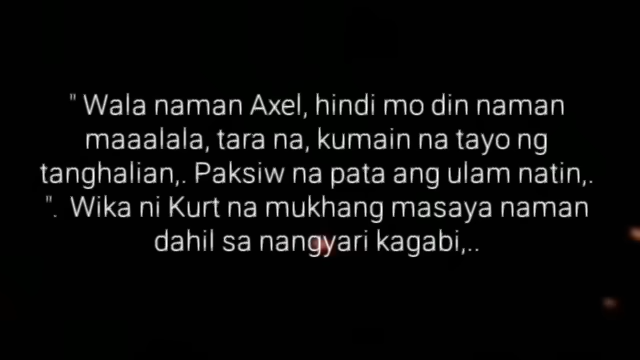 " Wala naman Axel, hindi mo din naman
maaalala, tara na, kumain na tayo ng
tanghalian,. Paksiw na pata ang ulam natin,.
".  Wika ni Kurt na mukhang masaya naman
dahil sa nangyari kagabi,..